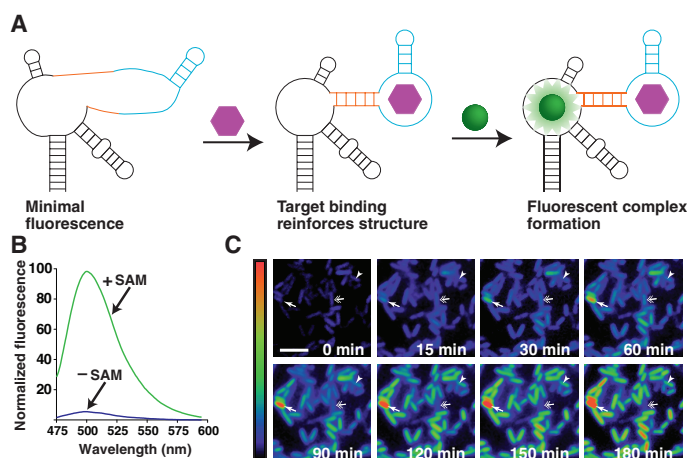 A
Minimal
fluorescence
Target binding
reinforces structure
Fluorescent complex
formation
B
Normalized fluorescence
100
80
60
40
20
+ SAM
− SAM
475 500 525 550 575 600
Wavelength (nm)
C
0 min
15 min
30 min
60 min
90 min
120 min
150 min
180 min